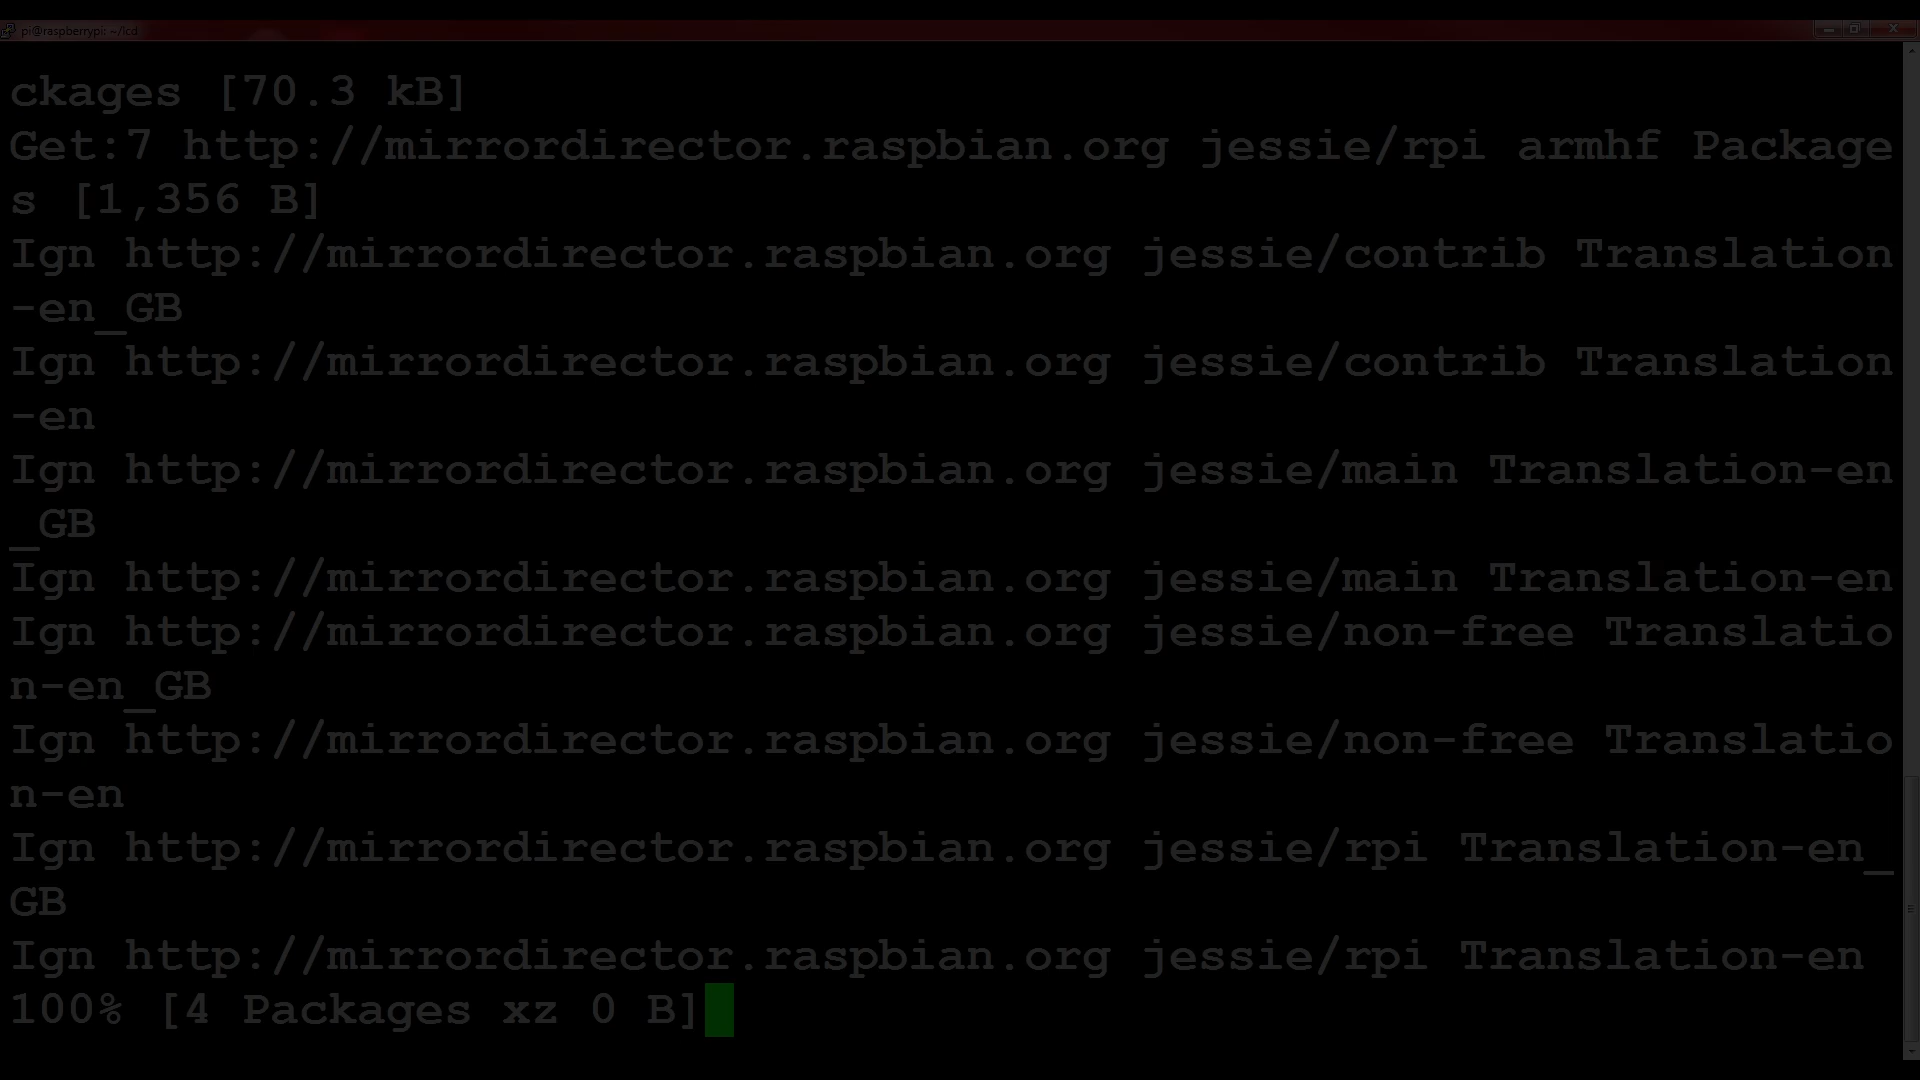 pi@raspberrypi: ~/lcd
ckages [70.3 kB]
Get:7 http://mirrordirector.raspbian.org jessie/rpi armhf Package
s [1,356 B]
Ign http://mirrordirector.raspbian.org jessie/contrib Translation
-en_GB
Ign http://mirrordirector.raspbian.org jessie/contrib Translation
-en
Ign http://mirrordirector.raspbian.org jessie/main Translation-en
_GB
Ign http://mirrordirector.raspbian.org jessie/main Translation-en
Ign http://mirrordirector.raspbian.org jessie/non-free Translatio
n-en_GB
Ign http://mirrordirector.raspbian.org jessie/non-free Translatio
n-en
Ign http://mirrordirector.raspbian.org jessie/rpi Translation-en_
GB
Ign http://mirrordirector.raspbian.org jessie/rpi Translation-en
100% [4 Packages xz 0 B]